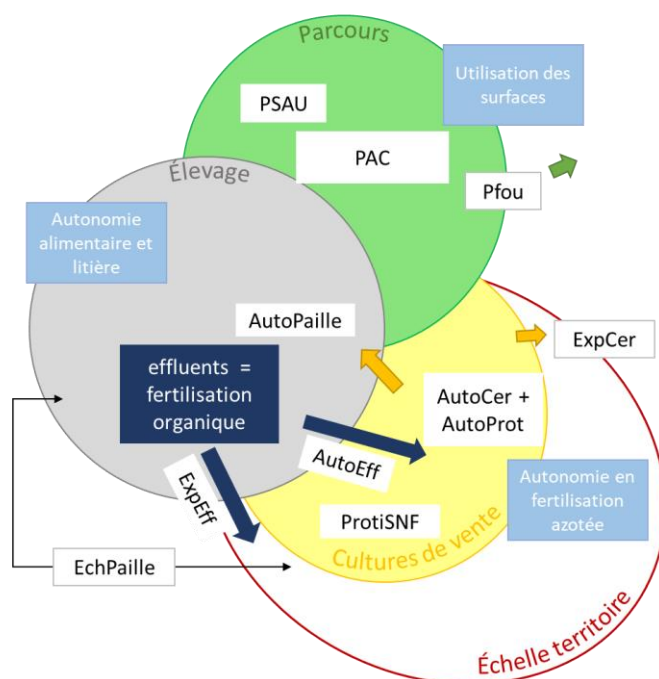 Parcours
Utilisation des
surfaces
PSAU
PAC
Élevage
Pfou
Autonomie
alimentaire et
litière
AutoPaille
ExpCer
effluents =
fertilisation
organique
AutoCer +
AutoProt
AutoEff
ExpEff
Autonomie en
fertilisation
azotée
ProtiSNF
Cultures de vente
EchPaille
Échelle territoire